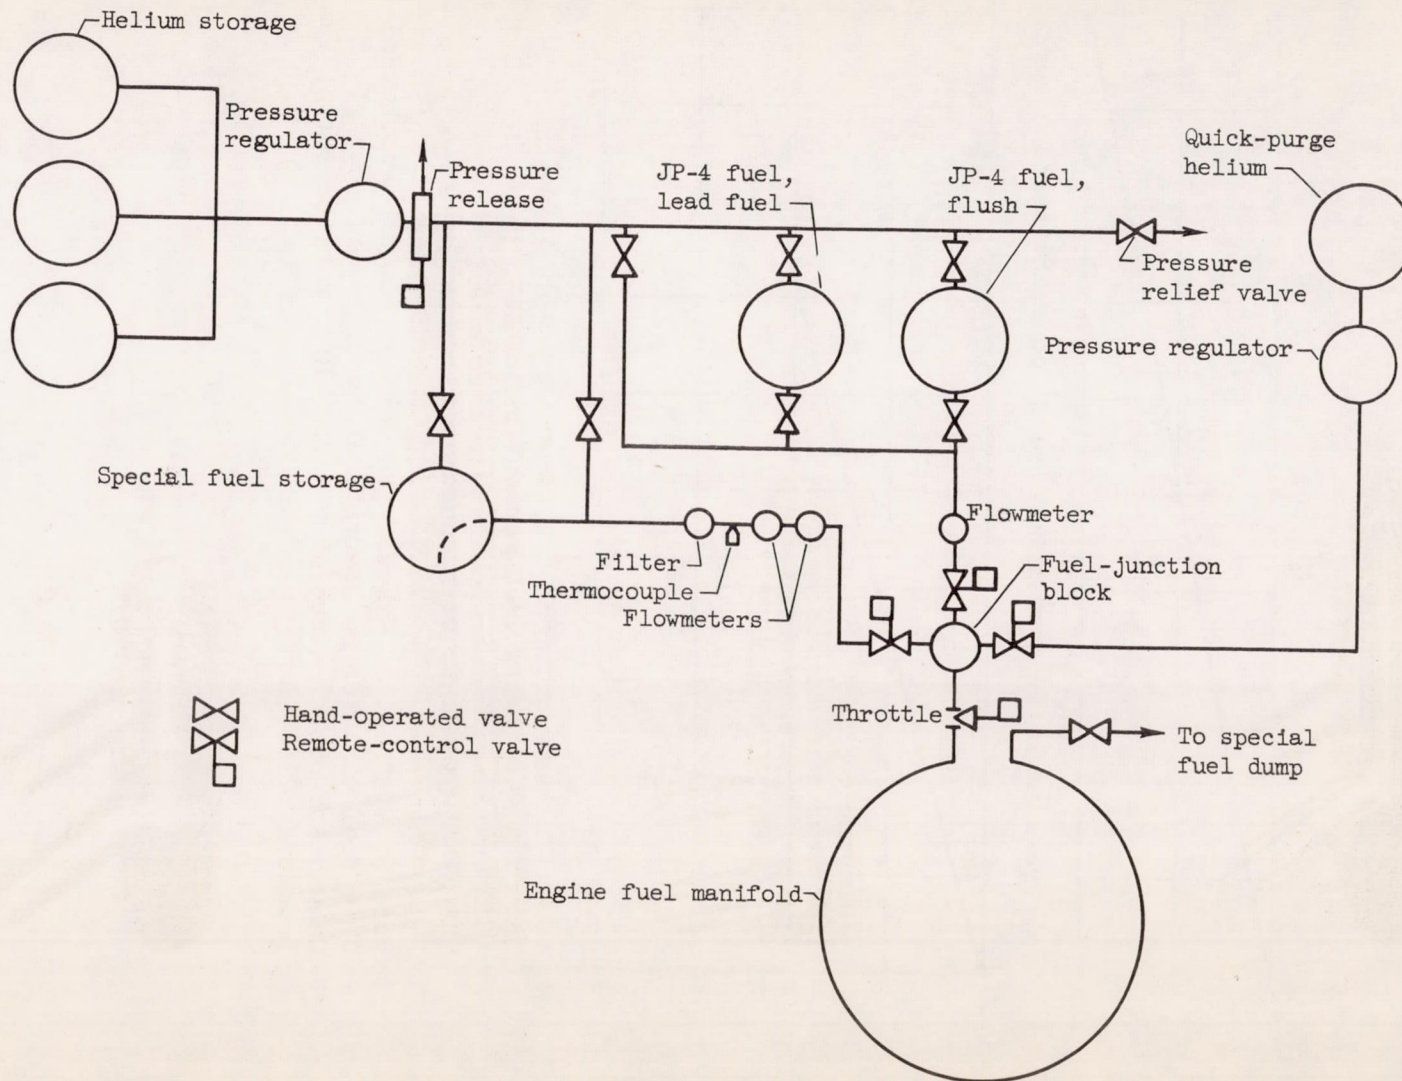 Helium storage
Pressure
regulator
Pressure
release
JP-4 fuel,
lead fuel
JP-4 fuel,
flush
Quick-purge
helium
Pressure
relief valve
Pressure regulator
Special fuel storage
Filter
Thermocouple
Flowmeters
Flowmeter
Fuel-junction
block
Hand-operated valve
Remote-control valve
Throttle
To special
fuel dump
Engine fuel manifold